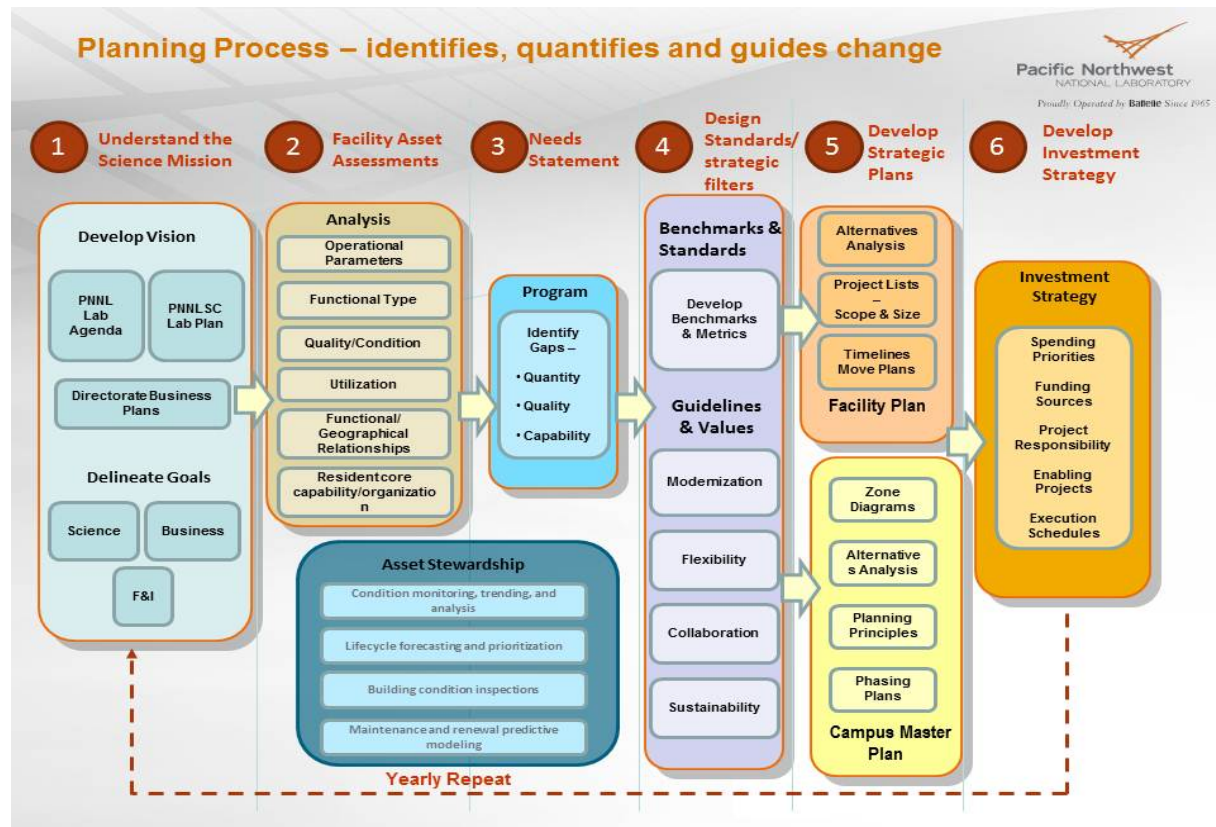 Planning Process – identifies, quantifies and guides change
Pacific Northwest
NATIONAL LABORATORY
Proudly Operated by Battelle Since 1965
1
Understand the
Science Mission
2
Facility Asset
Assessments
3
Needs
Statement
4
Design
Standards/
strategic
filters
5
Develop
Strategic
Plans
6
Develop
Investment
Strategy
Develop Vision
PNNL
Lab
Agenda
PNNL SC
Lab Plan
Directorate Business
Plans
Delineate Goals
Science
Business
F&I
Analysis
Operational
Parameters
Functional Type
Quality/Condition
Utilization
Functional/
Geographical
Relationships
Resident core
capability/organizatio
n
Asset Stewardship
Condition monitoring, trending, and
analysis
Lifecycle forecasting and prioritization
Building condition inspections
Maintenance and renewal predictive
modeling
Program
Identify
Gaps –
• Quantity
• Quality
• Capability
Benchmarks &
Standards
Develop
Benchmarks
& Metrics
Guidelines
& Values
Modernization
Flexibility
Collaboration
Sustainability
Alternatives
Analysis
Project Lists
–
Scope & Size
Timelines
Move Plans
Facility Plan
Zone
Diagrams
Alternative
s Analysis
Planning
Principles
Phasing
Plans
Campus Master
Plan
Investment
Strategy
Spending
Priorities
Funding
Sources
Project
Responsibility
Enabling
Projects
Execution
Schedules
Yearly Repeat